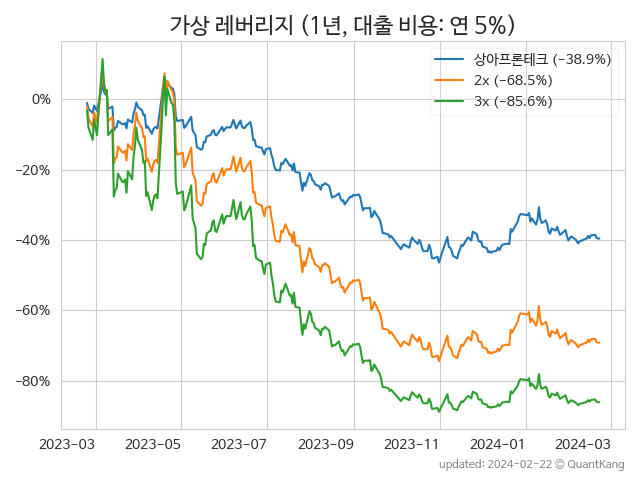 가상 레버리지 (1년, 대출 비용: 연 5%)
상아프론테크 (−38.9%)
2x (−68.5%)
3x (−85.6%)
0%
−20%
−40%
−60%
−80%
2023−03 2023−05 2023−07 2023−09 2023−11 2024−01 2024−03
updated: 2024−02−22 © QuantKang